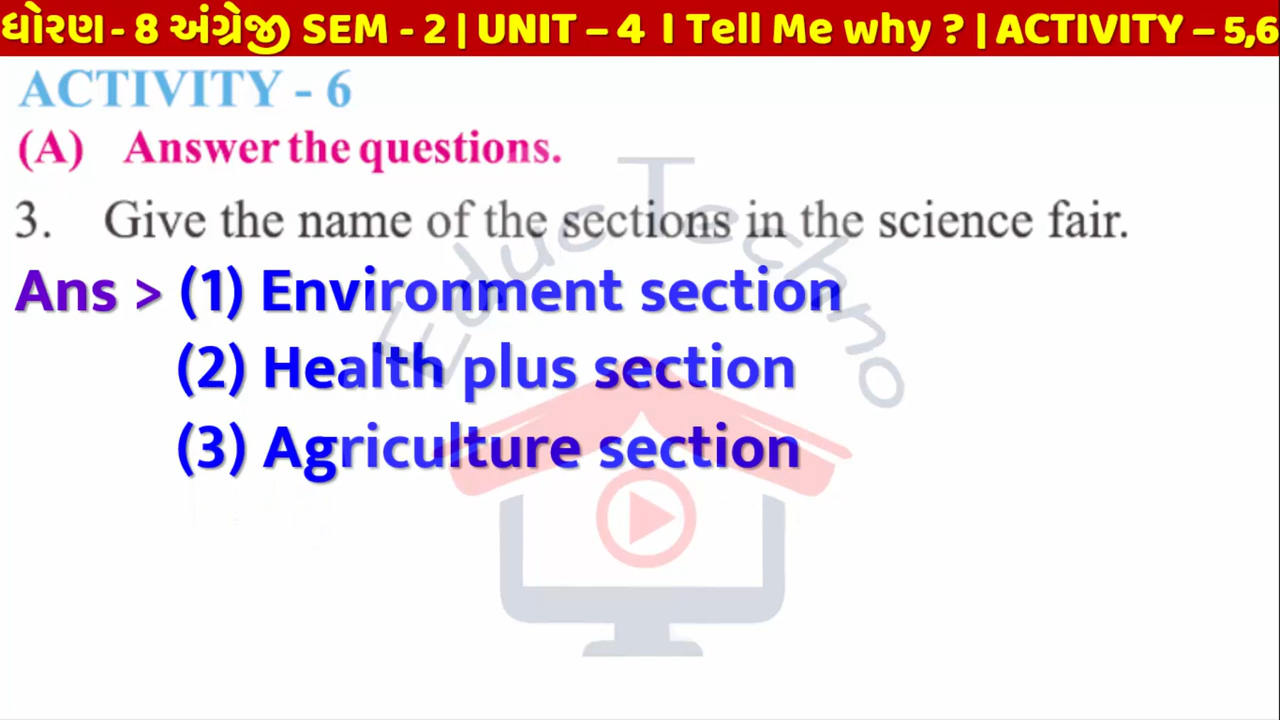 ધોરણ - 8 અંગ્રેજી SEM - 2 | UNIT – 4 l Tell Me why ? | ACTIVITY – 5,6
ACTIVITY - 6
(A) Answer the questions.
3. Give the name of the sections in the science fair.
Ans > (1) Environment section
(2) Health plus section
(3) Agriculture section
Educ Techno